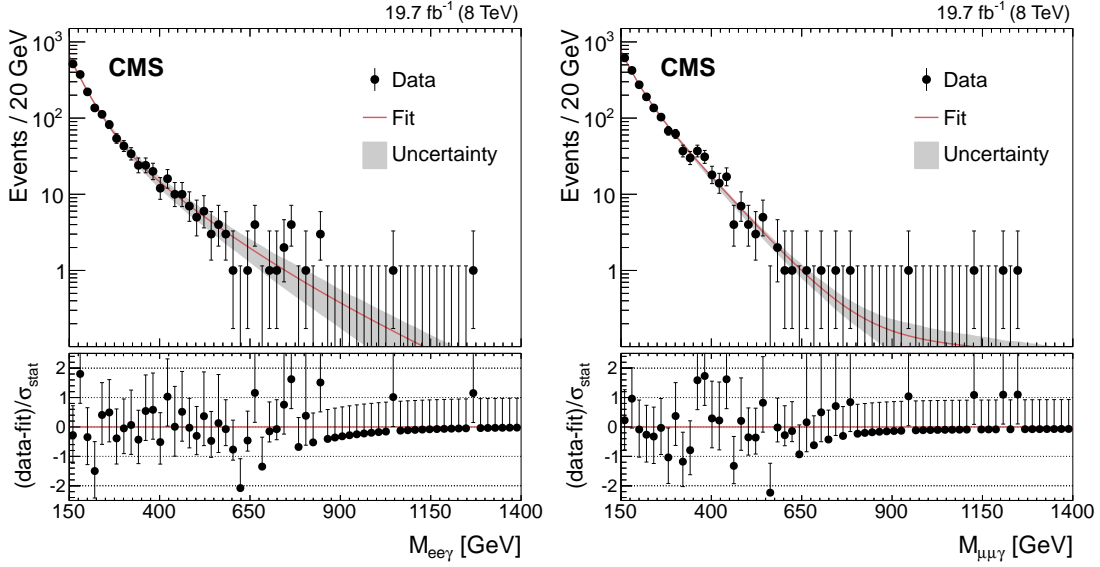 19.7 fb⁻¹ (8 TeV)
CMS
Data
Fit
Uncertainty
Events / 20 GeV
10³
10²
10
1
(data-fit)/σstat
2
1
0
-1
-2
150 400 650 900 1150 1400
M_eeγ [GeV]
19.7 fb⁻¹ (8 TeV)
CMS
Data
Fit
Uncertainty
Events / 20 GeV
10³
10²
10
1
(data-fit)/σstat
2
1
0
-1
-2
150 400 650 900 1150 1400
M_μμγ [GeV]